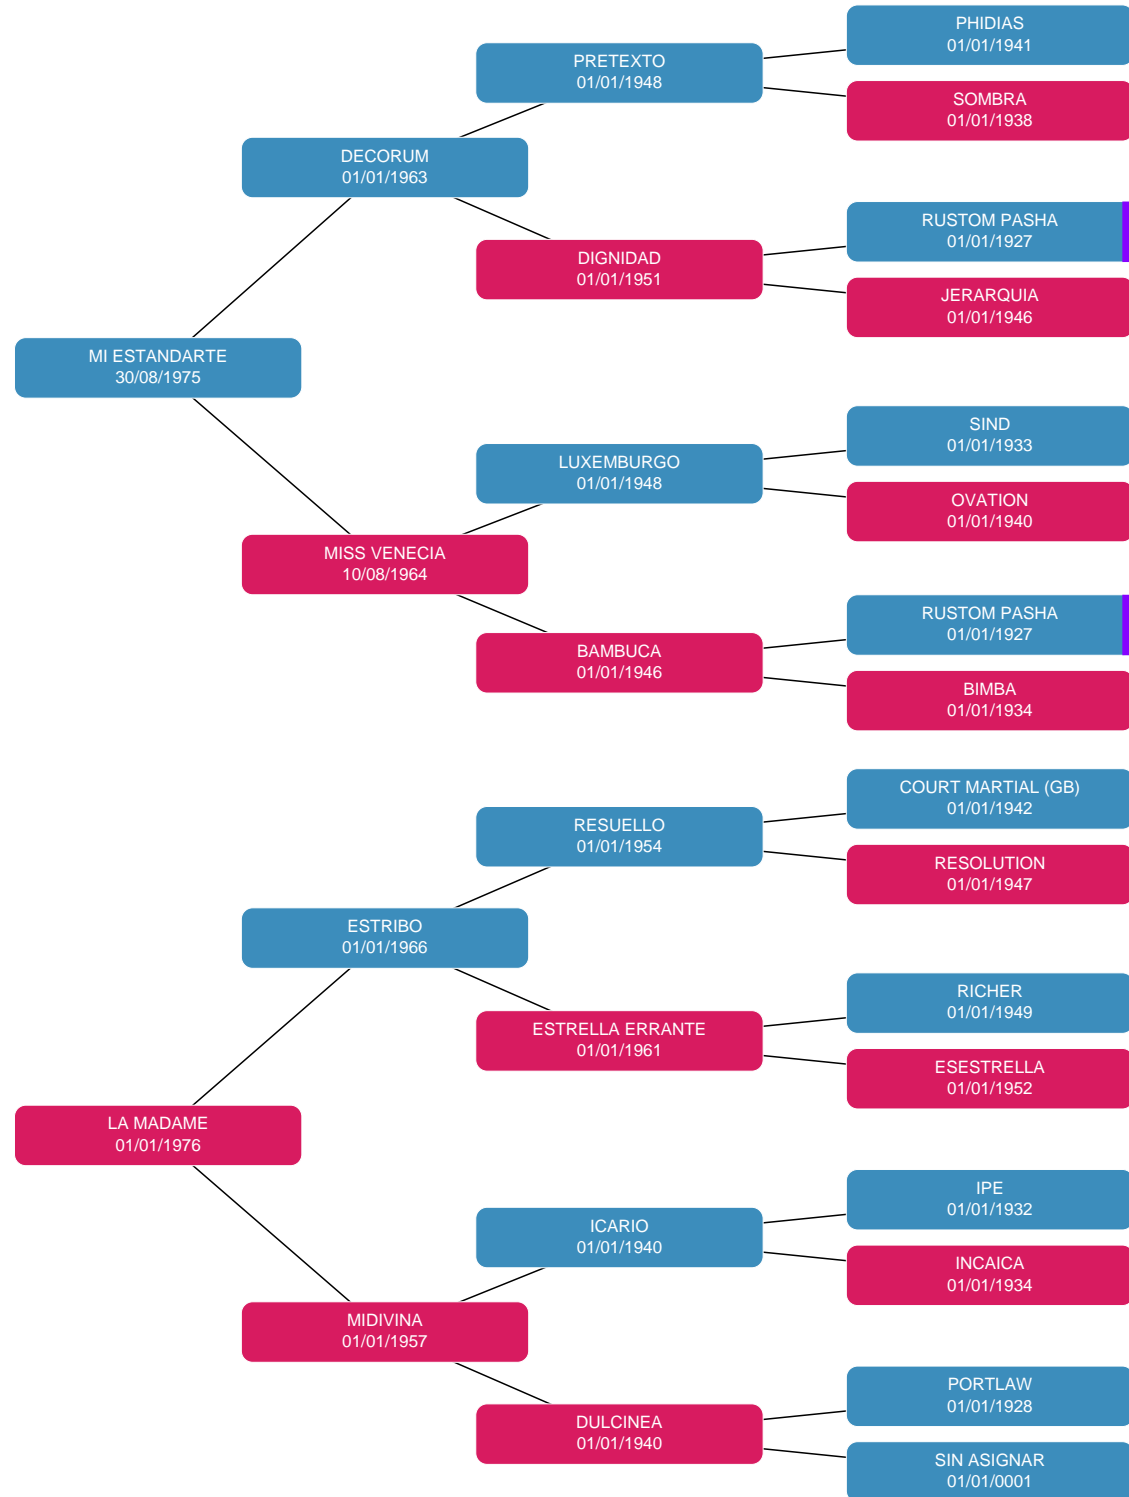 PHIDIAS
01/01/1941
PRETEXTO
01/01/1948
SOMBRA
01/01/1938
DECORUM
01/01/1963
RUSTOM PASHA
01/01/1927
DIGNIDAD
01/01/1951
JERARQUIA
01/01/1946
MI ESTANDARTE
30/08/1975
SIND
01/01/1933
LUXEMBURGO
01/01/1948
OVATION
01/01/1940
MISS VENECIA
10/08/1964
RUSTOM PASHA
01/01/1927
BAMBUCA
01/01/1946
BIMBA
01/01/1934
COURT MARTIAL (GB)
01/01/1942
RESUELLO
01/01/1954
RESOLUTION
01/01/1947
ESTRIBO
01/01/1966
RICHER
01/01/1949
ESTRELLA ERRANTE
01/01/1961
ESESTRELLA
01/01/1952
LA MADAME
01/01/1976
IPE
01/01/1932
ICARIO
01/01/1940
INCAICA
01/01/1934
MIDIVINA
01/01/1957
PORTLAW
01/01/1928
DULCINEA
01/01/1940
SIN ASIGNAR
01/01/0001